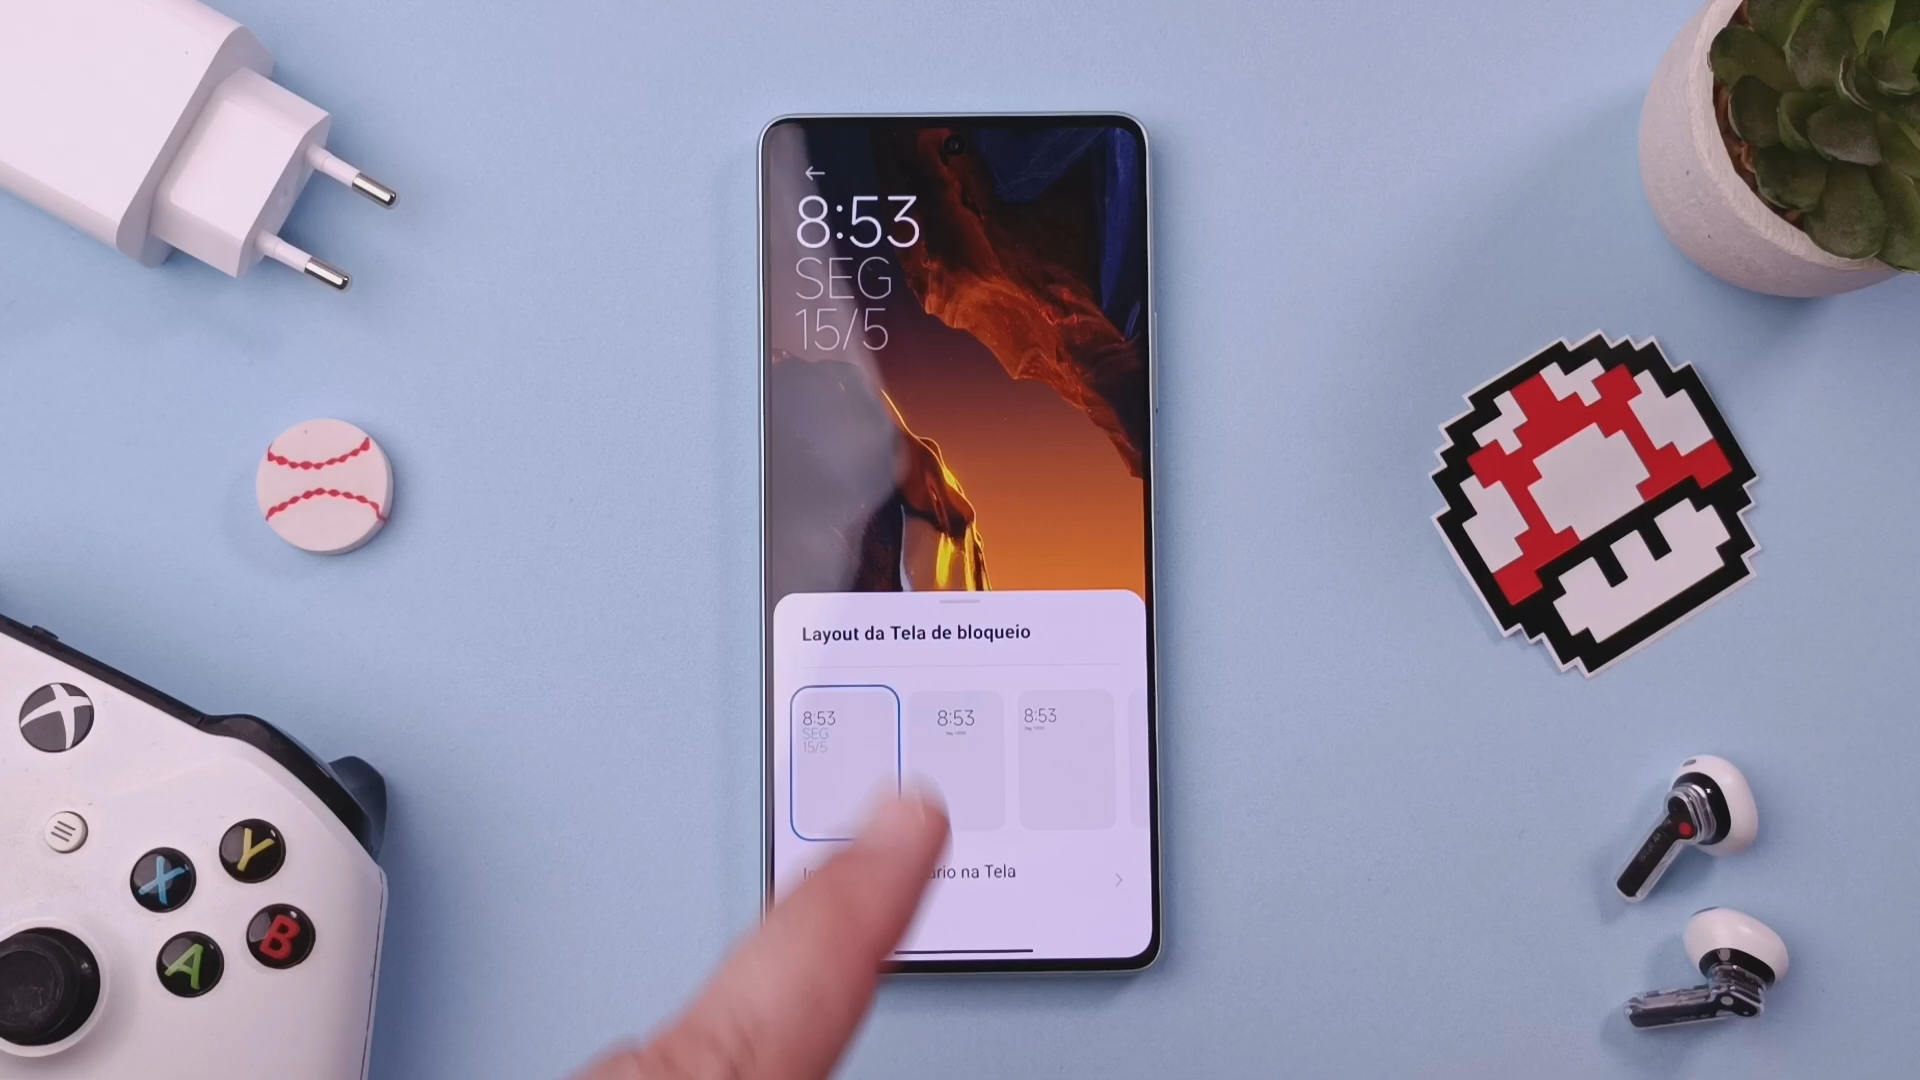 8:53
SEG
15/5
Layout da Tela de bloqueio
8:53
SEG
15/5
8:53
8:53
na Tela
X
Y
A
B